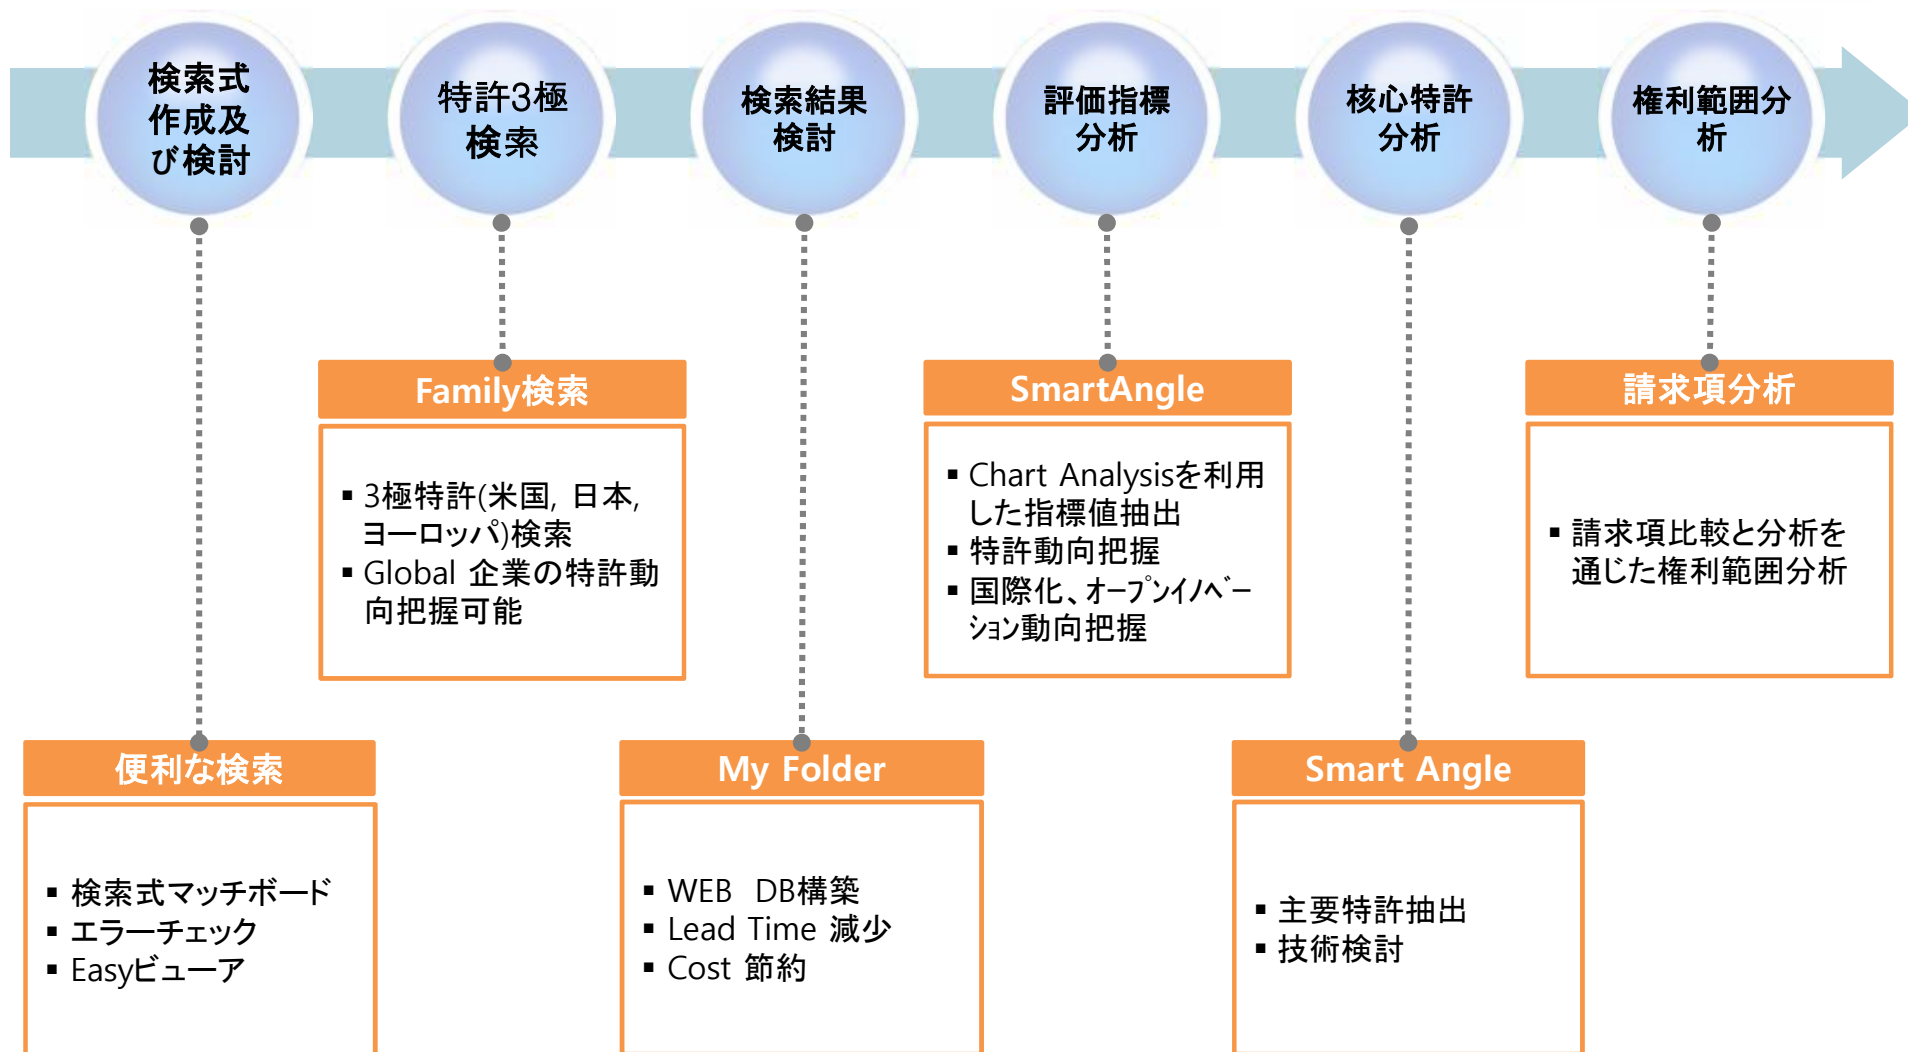 検索式
作成及
び検討
特許3極
検索
検索結果
検討
評価指標
分析
核心特許
分析
権利範囲分
析
Family検索
▪ 3極特許(米国, 日本,
ヨーロッパ)検索
▪ Global 企業の特許動
向把握可能
SmartAngle
▪ Chart Analysisを利用
した指標値抽出
▪ 特許動向把握
▪ 国際化、ｵｰﾌﾟﾝｲﾉﾍﾞｰ
ｼｮﾝ動向把握
請求項分析
▪ 請求項比較と分析を
通じた権利範囲分析
便利な検索
▪ 検索式マッチボード
▪ エラーチェック
▪ Easyビューア
My Folder
▪ WEB　DB構築
▪ Lead Time 減少
▪ Cost 節約
Smart Angle
▪ 主要特許抽出
▪ 技術検討